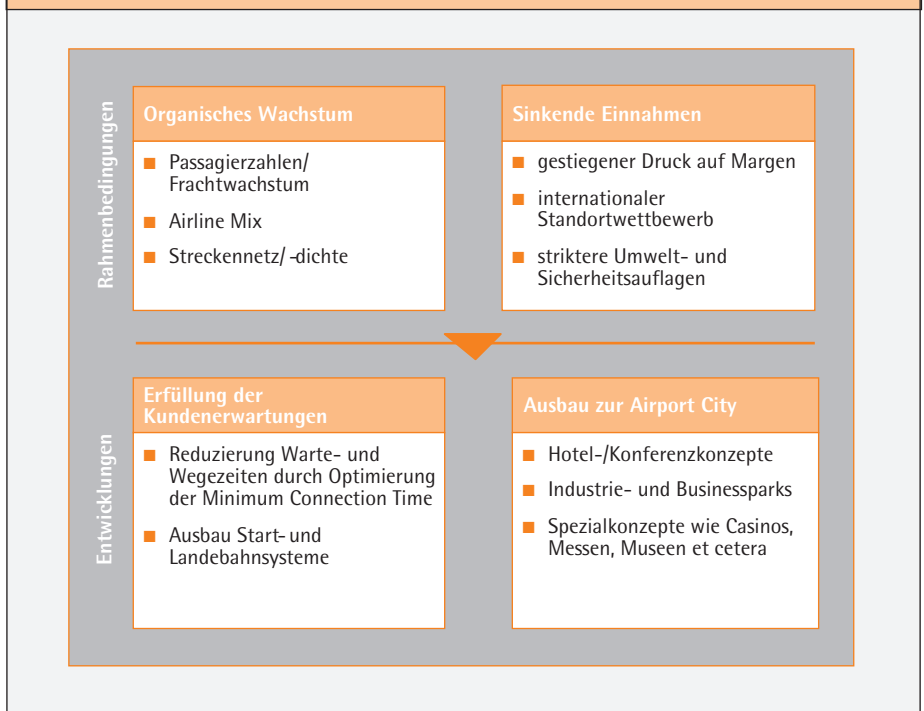 Rahmenbedingungen
Organisches Wachstum
■ Passagierzahlen/
Frachtwachstum
■ Airline Mix
■ Streckennetz/ -dichte
Sinkende Einnahmen
■ gestiegener Druck auf Margen
■ internationaler
Standortwettbewerb
■ striktere Umwelt- und
Sicherheitsauflagen
Entwicklungen
Erfüllung der
Kundenerwartungen
■ Reduzierung Warte- und
Wegezeiten durch Optimierung
der Minimum Connection Time
■ Ausbau Start- und
Landebahnsysteme
Ausbau zur Airport City
■ Hotel-/Konferenzkonzepte
■ Industrie- und Businessparks
■ Spezialkonzepte wie Casinos,
Messen, Museen et cetera